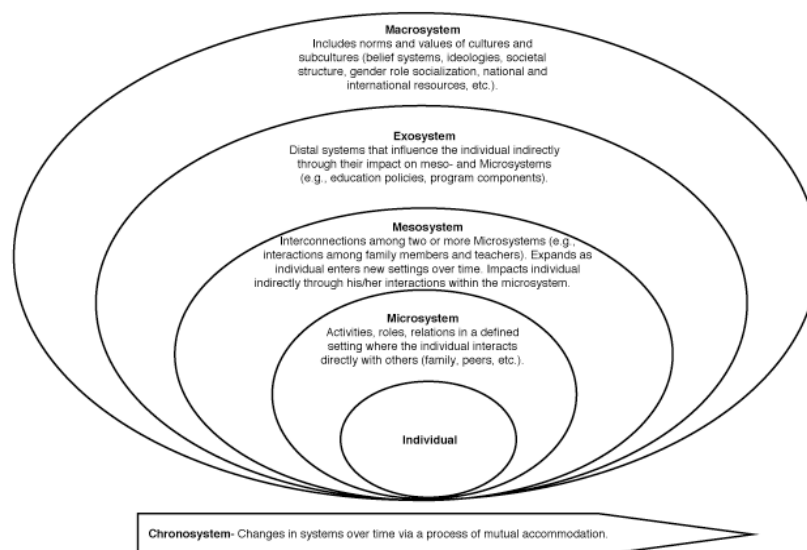 Macrosystem
Includes norms and values of cultures and
subcultures (belief systems, ideologies, societal
structure, gender role socialization, national and
international resources, etc.).
Exosystem
Distal systems that influence the individual indirectly
through their impact on meso- and Microsystems
(e.g., education policies, program components).
Mesosystem
Interconnections among two or more Microsystems (e.g.,
interactions among family members and teachers). Expands as
individual enters new settings over time. Impacts individual
indirectly through his/her interactions within the microsystem.
Microsystem
Activities, roles, relations in a defined
setting where the individual interacts
directly with others (family, peers, etc.).
Individual
Chronosystem- Changes in systems over time via a process of mutual accommodation.